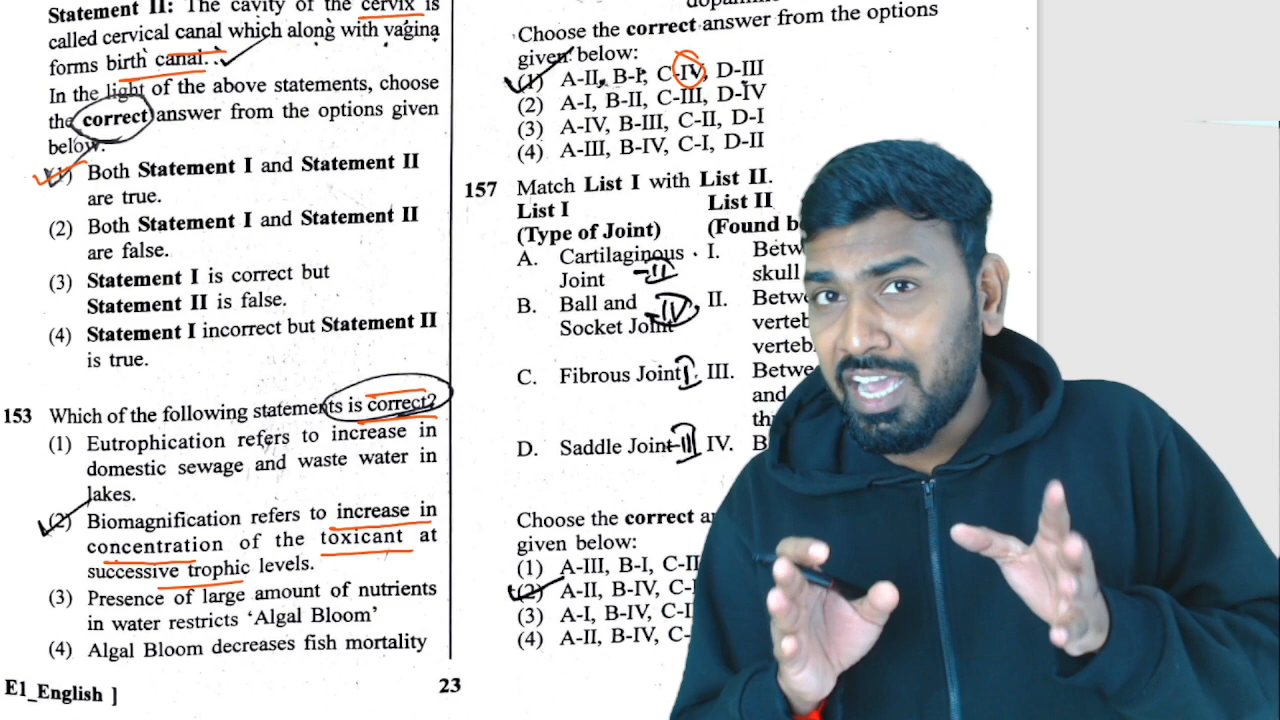 Statement II: The cavity of the cervix is
called cervical canal which along with vagina
forms birth canal.
In the light of the above statements, choose
the correct answer from the options given
below:
(1) Both Statement I and Statement II
are true.
(2) Both Statement I and Statement II
are false.
(3) Statement I is correct but
Statement II is false.
(4) Statement I incorrect but Statement II
is true.
153 Which of the following statements is correct?
(1) Eutrophication refers to increase in
domestic sewage and waste water in
lakes.
(2) Biomagnification refers to increase in
concentration of the toxicant at
successive trophic levels.
(3) Presence of large amount of nutrients
in water restricts 'Algal Bloom'
(4) Algal Bloom decreases fish mortality
E1_English ]
23
Choose the correct answer from the options
given below:
(1) A-II, B-I, C-IV, D-III
(2) A-I, B-II, C-III, D-IV
(3) A-IV, B-III, C-II, D-I
(4) A-III, B-IV, C-I, D-II
157 Match List I with List II.
List I List II
(Type of Joint) (Found
A. Cartilaginous I.
Joint -II skull
B. Ball and -IV II.
Socket Joint
C. Fibrous Joint I III.
and
D. Saddle Joint -III IV.
Choose the correct
given below:
(1) A-III, B-I,
(2) A-II, B-IV,
(3) A-I, B-IV,
(4) A-II, B-IV,